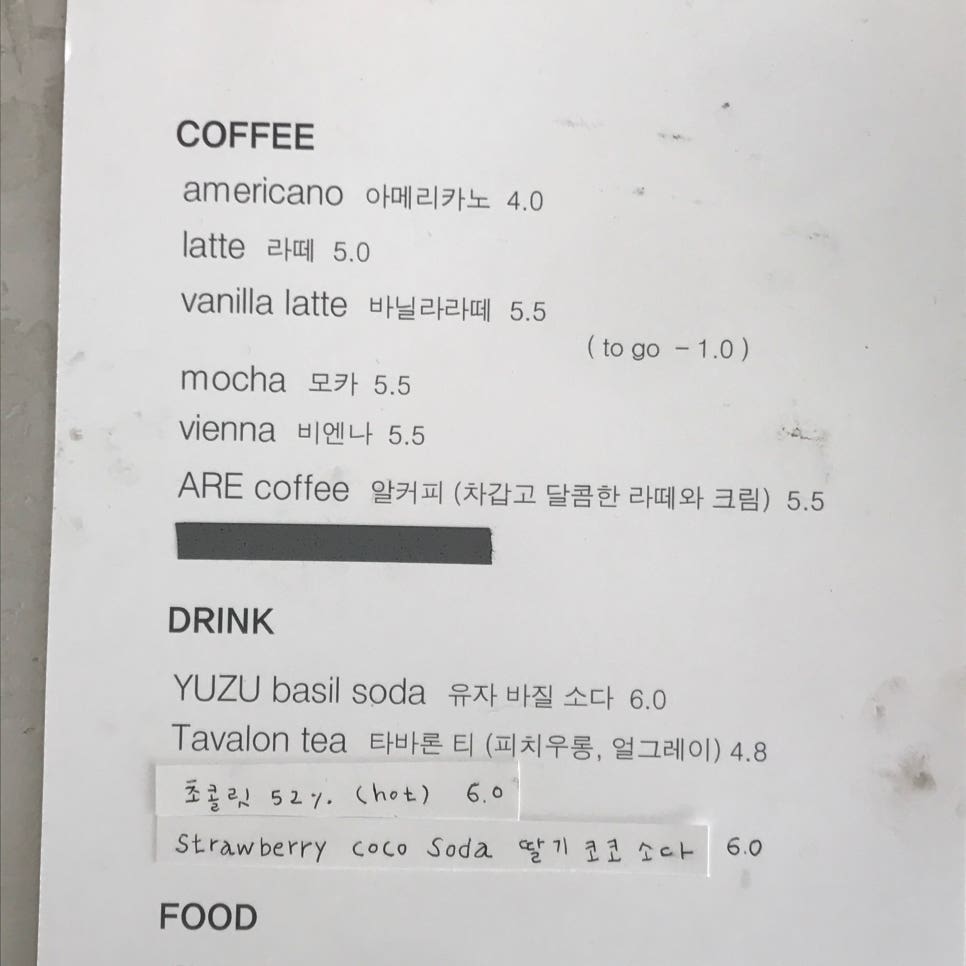 COFFEE
americano 아메리카노 4.0
latte 라떼 5.0
vanilla latte 바닐라라떼 5.5
( to go – 1.0 )
mocha 모카 5.5
vienna 비엔나 5.5
ARE coffee 알커피 (차갑고 달콤한 라떼와 크림) 5.5
DRINK
YUZU basil soda 유자 바질 소다 6.0
Tavalon tea 타바론 티 (피치우롱, 얼그레이) 4.8
초콜릿 52%. (hot) 6.0
Strawberry coco Soda 딸기 코코 소다 6.0
FOOD